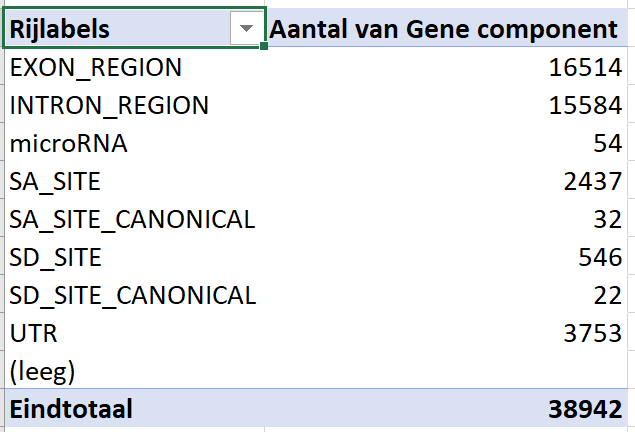 Rijlabels Aantal van Gene component
EXON_REGION 16514
INTRON_REGION 15584
microRNA 54
SA_SITE 2437
SA_SITE_CANONICAL 32
SD_SITE 546
SD_SITE_CANONICAL 22
UTR 3753
(leeg)
Eindtotaal 38942